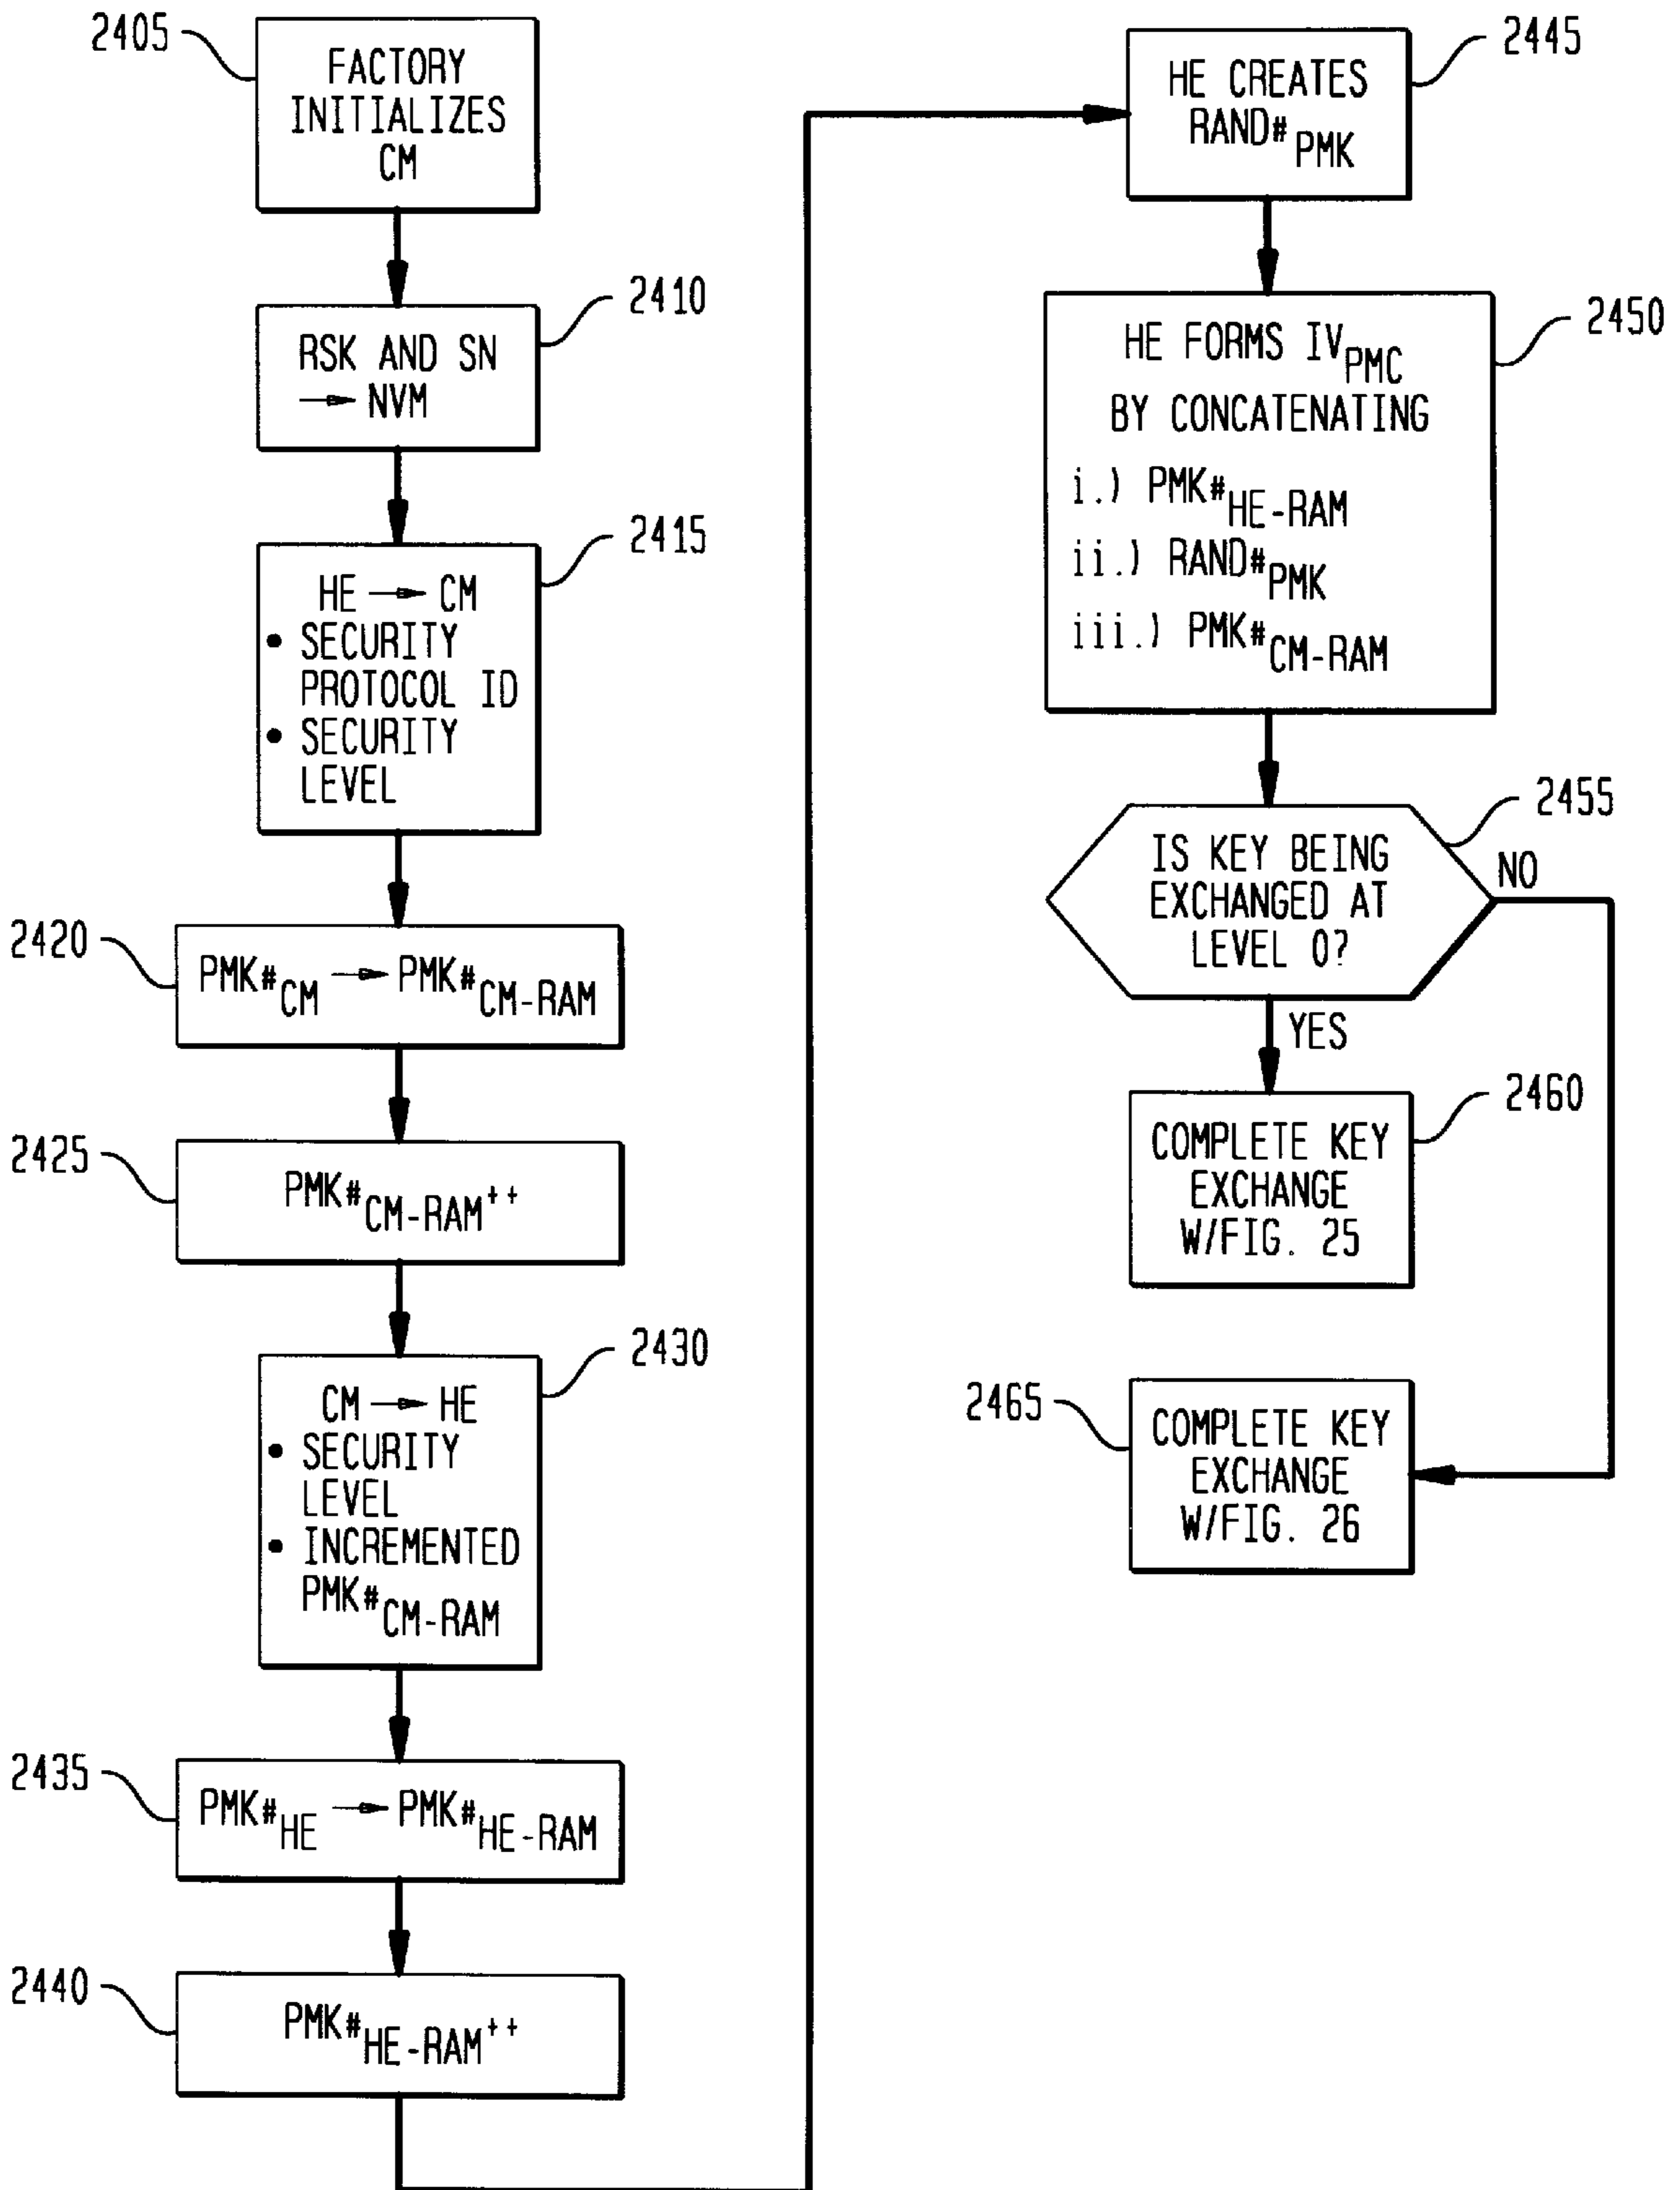 2405
FACTORY
INITIALIZES
CM
2410
RSK AND SN
→ NVM
2415
HE → CM
• SECURITY
PROTOCOL ID
• SECURITY
LEVEL
2420
PMK#CM → PMK#CM-RAM
2425
PMK#CM-RAM++
2430
CM → HE
• SECURITY
LEVEL
• INCREMENTED
PMK#CM-RAM
2435
PMK#HE → PMK#HE-RAM
2440
PMK#HE-RAM++
2445
HE CREATES
RAND#PMK
2450
HE FORMS IVPMC
BY CONCATENATING
i.) PMK#HE-RAM
ii.) RAND#PMK
iii.) PMK#CM-RAM
2455
IS KEY BEING
EXCHANGED AT
LEVEL 0?
NO
YES
2460
COMPLETE KEY
EXCHANGE
W/FIG. 25
2465
COMPLETE KEY
EXCHANGE
W/FIG. 26